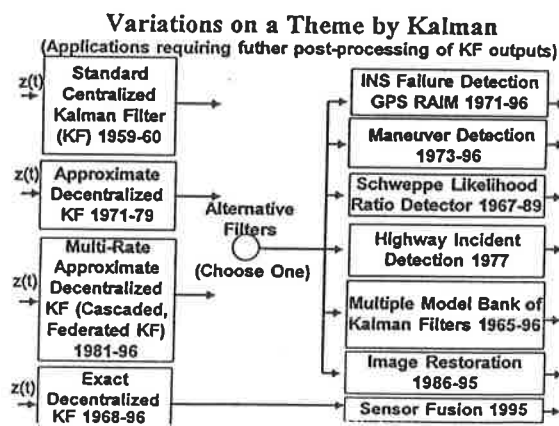 Variations on a Theme by Kalman
(Applications requiring futher post-processing of KF outputs)
z(t)
Standard
Centralized
Kalman Filter
(KF) 1959-60
z(t)
Approximate
Decentralized
KF 1971-79
z(t)
Multi-Rate
Approximate
Decentralized
KF (Cascaded,
Federated KF)
1981-96
z(t)
Exact
Decentralized
KF 1968-96
Alternative
Filters
(Choose One)
INS Failure Detection
GPS RAIM 1971-96
Maneuver Detection
1973-96
Schweppe Likelihood
Ratio Detector 1967-89
Highway Incident
Detection 1977
Multiple Model Bank of
Kalman Filters 1965-96
Image Restoration
1986-95
Sensor Fusion 1995